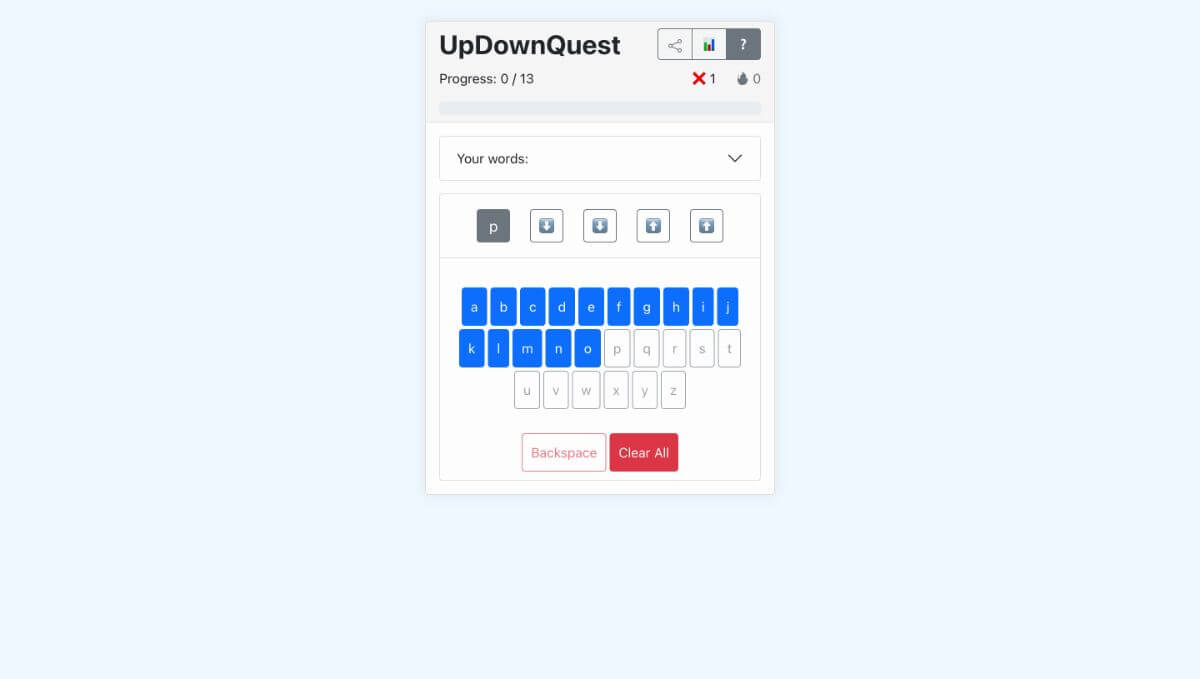 UpDownQuest
?
Progress: 0 / 13
❌ 1
0
Your words:
p ⬇️ ⬇️ ⬆️ ⬆️
a b c d e f g h i j
k l m n o p q r s t
u v w x y z
Backspace Clear All